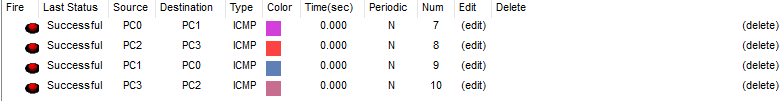 Fire Last Status Source Destination Type Color Time(sec) Periodic Num Edit Delete
Successful PC0 PC1 ICMP 0.000 N 7 (edit) (delete)
Successful PC2 PC3 ICMP 0.000 N 8 (edit) (delete)
Successful PC1 PC0 ICMP 0.000 N 9 (edit) (delete)
Successful PC3 PC2 ICMP 0.000 N 10 (edit) (delete)